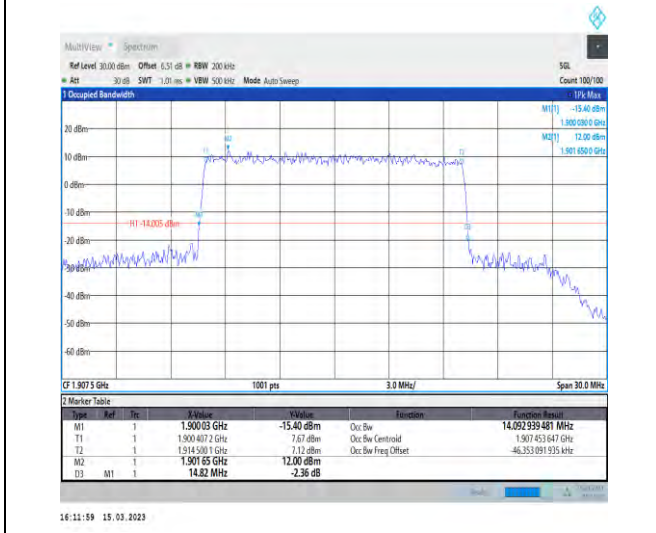 MultiView Spectrum
Ref Level 30.00 dBm Offset 6.51 dB RBW 200 kHz SGL
Att 30 dB SWT 1.01 ms VBW 500 kHz Mode Auto Sweep Count 100/100
1 Occupied Bandwidth 1Pk Max
M1[1] -15.40 dBm
1.900 030 0 GHz
M2[1] 12.00 dBm
1.901 650 0 GHz
20 dBm
M2
T1 T2
10 dBm
0 dBm
-10 dBm
M1
H1 -14.005 dBm
D3
-20 dBm
-30 dBm
-40 dBm
-50 dBm
-60 dBm
CF 1.907 5 GHz 1001 pts 3.0 MHz/ Span 30.0 MHz
2 Marker Table
Type Ref Trc X-Value Y-Value Function Function Result
M1 1 1.900 03 GHz -15.40 dBm Occ Bw 14.092 939 481 MHz
T1 1 1.900 407 2 GHz 7.67 dBm Occ Bw Centroid 1.907 453 647 GHz
T2 1 1.914 500 1 GHz 7.12 dBm Occ Bw Freq Offset -46.353 091 935 kHz
M2 1 1.901 65 GHz 12.00 dBm
D3 M1 1 14.82 MHz -2.36 dB
16:11:59 15.03.2023